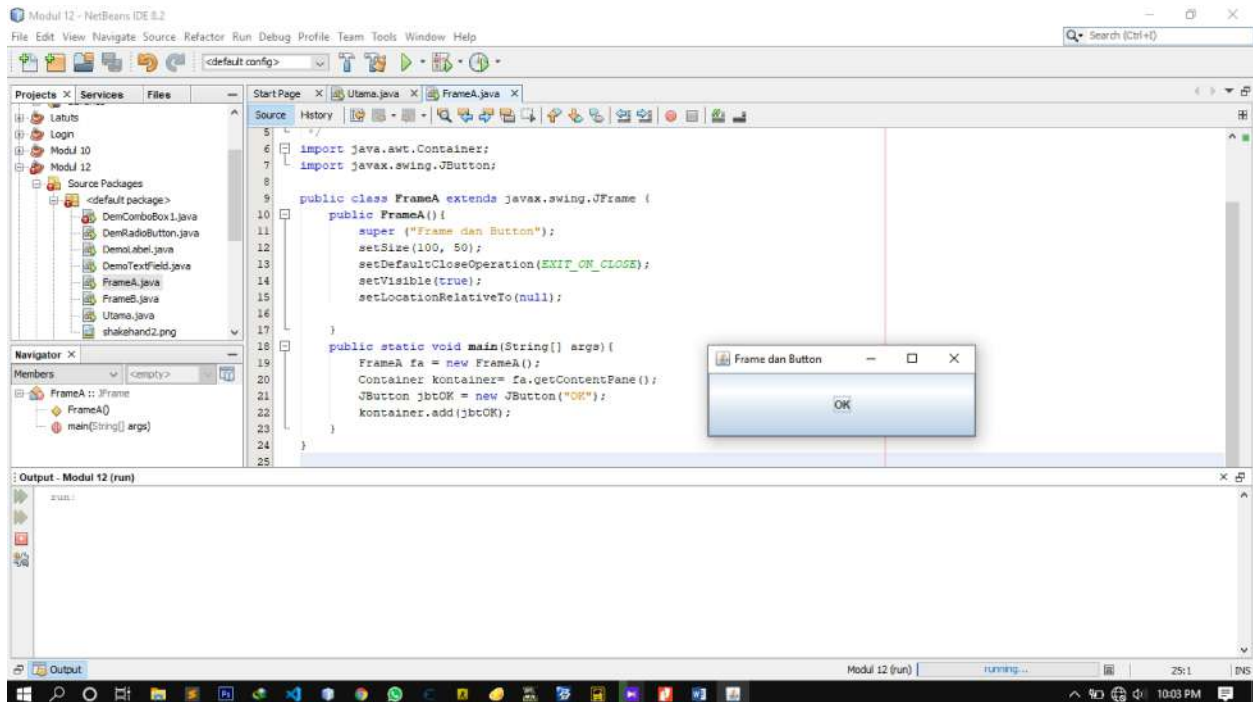 Modul 12 - NetBeans IDE 8.2
File Edit View Navigate Source Refactor Run Debug Profile Team Tools Window Help
Search (Ctrl+I)
<default config>
Projects Services Files
Start Page Utama.java FrameA.java
Source History
Latuts
Login
Modul 10
Modul 12
Source Packages
<default package>
DemComboBox1.java
DemRadioButton.java
DemoLabel.java
DemoTextField.java
FrameA.java
FrameB.java
Utama.java
shakehand2.png
Navigator
Members <empty>
FrameA :: JFrame
FrameA()
main(String[] args)
5 */
6 import java.awt.Container;
7 import javax.swing.JButton;
8
9 public class FrameA extends javax.swing.JFrame {
10 public FrameA(){
11 super ("Frame dan Button");
12 setSize(100, 50);
13 setDefaultCloseOperation(EXIT_ON_CLOSE);
14 setVisible(true);
15 setLocationRelativeTo(null);
16
17 }
18 public static void main(String[] args){
19 FrameA fa = new FrameA();
20 Container kontainer= fa.getContentPane();
21 JButton jbtOK = new JButton("OK");
22 kontainer.add(jbtOK);
23 }
24 }
25
Frame dan Button
OK
Output - Modul 12 (run)
run:
Output
Modul 12 (run) running... 25:1 INS
10:03 PM